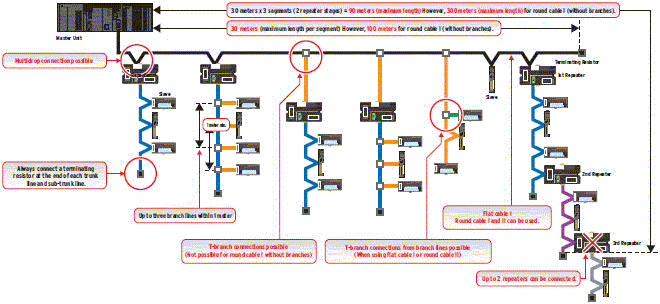 30 meters x 3 segments (2 repeater stages) = 90 meters (maximum length) However, 300 meters (maximum length) for round cable I (without branches).
Master Unit
30 meters (maximum length per segment) However, 100 meters for round cable I (without branches).
Multidrop connection possible
Terminating Resistor
1st Repeater
Slave
Slave
1 meter etc.
Always connect a terminating
resistor at the end of each trunk
line and sub-trunk line.
2nd Repeater
Up to three branch lines within 1 meter
Flat cable I
Round cable I and II can be used.
T-branch connections possible
(Not possible for round cable I without branches)
T-branch connections from branch lines possible
(When using flat cable I or round cable II)
3rd Repeater
Up to 2 repeaters can be connected.